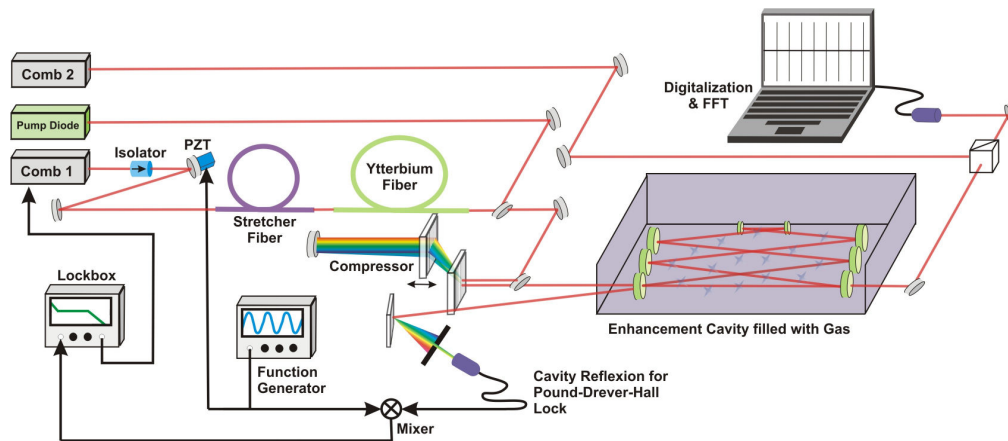 Comb 2
Pump Diode
Comb 1
Isolator
PZT
Stretcher
Fiber
Ytterbium
Fiber
Compressor
Digitalization
& FFT
Enhancement Cavity filled with Gas
Lockbox
Function
Generator
Mixer
Cavity Reflexion for
Pound-Drever-Hall
Lock